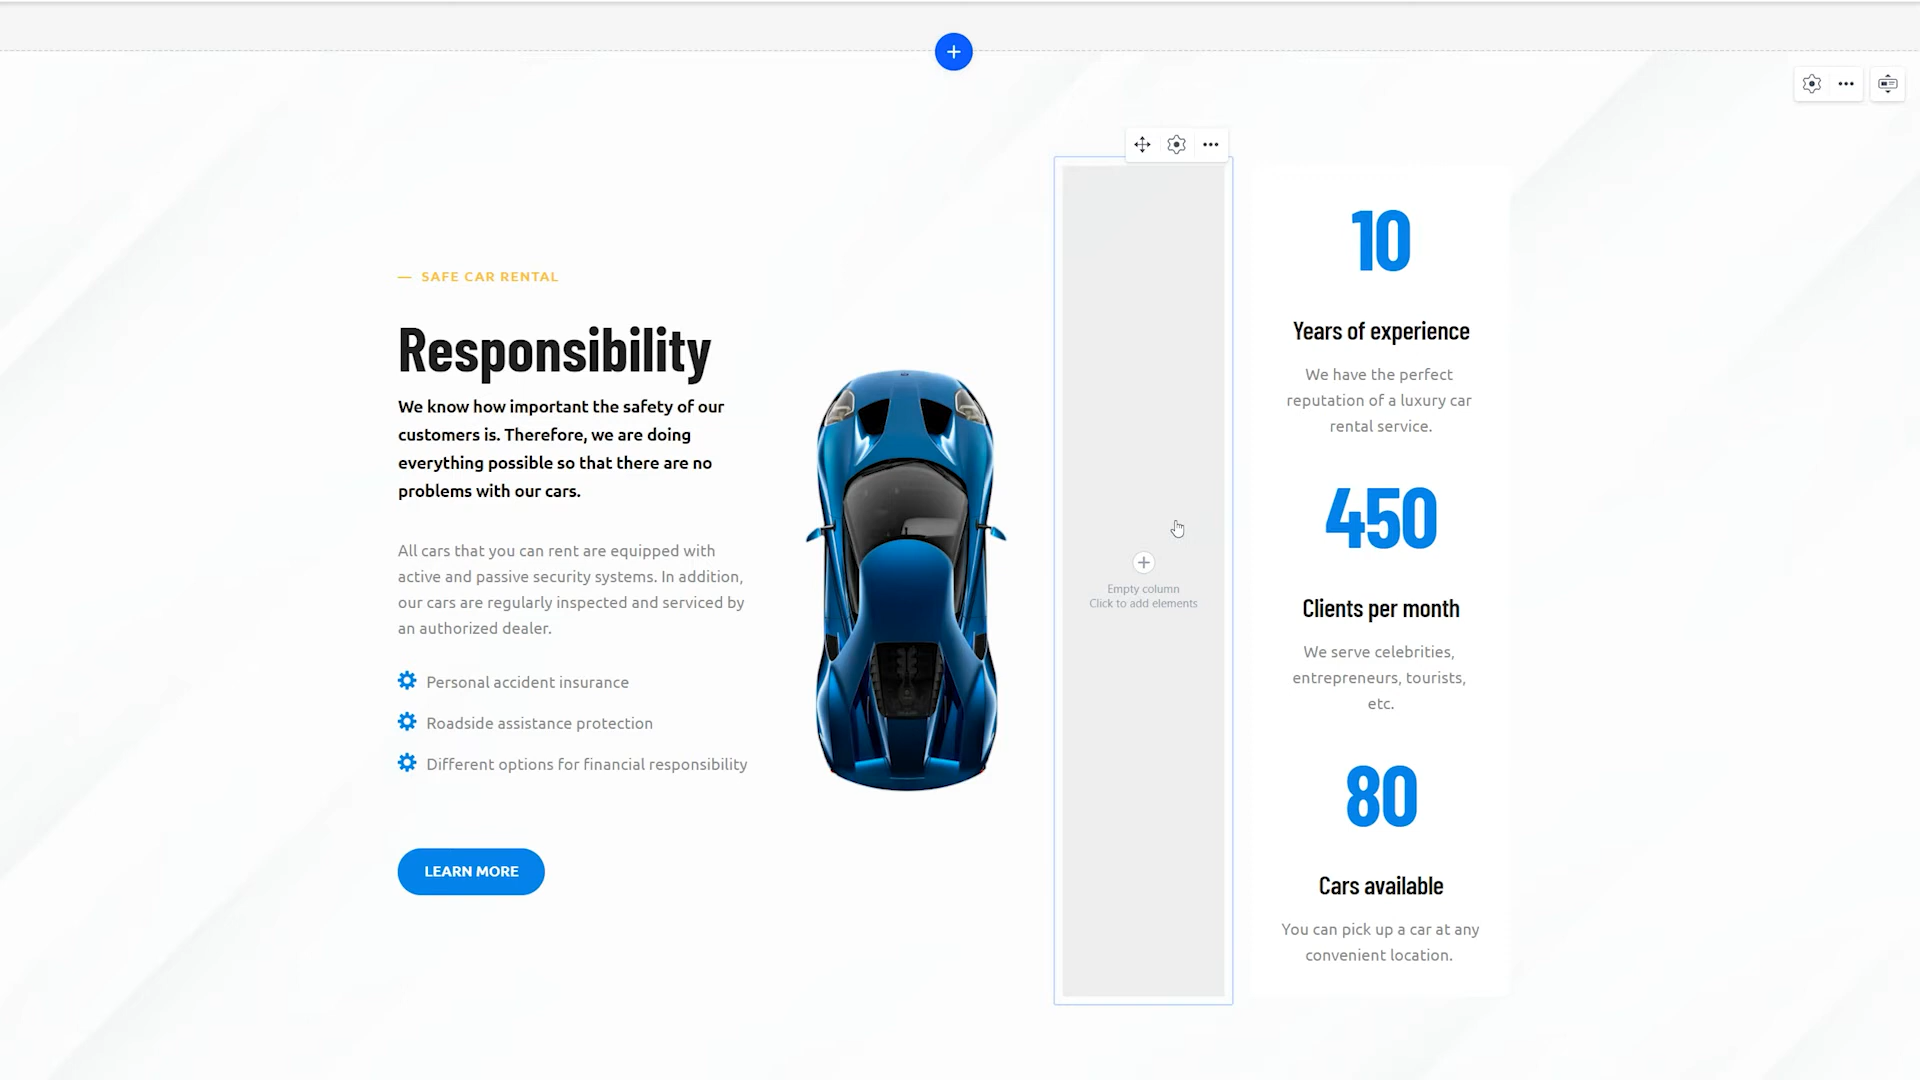 — SAFE CAR RENTAL
Responsibility
We know how important the safety of our
customers is. Therefore, we are doing
everything possible so that there are no
problems with our cars.
All cars that you can rent are equipped with
active and passive security systems. In addition,
our cars are regularly inspected and serviced by
an authorized dealer.
Personal accident insurance
Roadside assistance protection
Different options for financial responsibility
LEARN MORE
Empty column
Click to add elements
10
Years of experience
We have the perfect
reputation of a luxury car
rental service.
450
Clients per month
We serve celebrities,
entrepreneurs, tourists,
etc.
80
Cars available
You can pick up a car at any
convenient location.